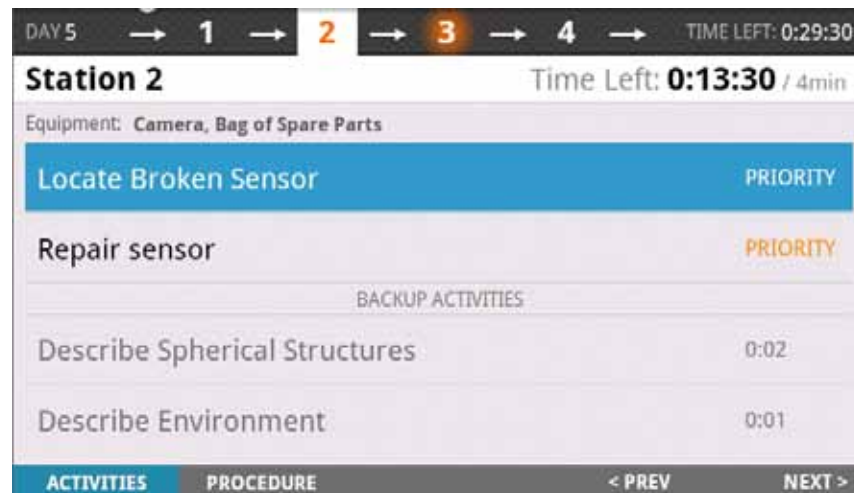 DAY 5 → 1 → 2 → 3 → 4 → TIME LEFT: 0:29:30
Station 2 Time Left: 0:13:30 / 4min
Equipment: Camera, Bag of Spare Parts
Locate Broken Sensor PRIORITY
Repair sensor PRIORITY
BACKUP ACTIVITIES
Describe Spherical Structures 0:02
Describe Environment 0:01
ACTIVITIES PROCEDURE < PREV NEXT >